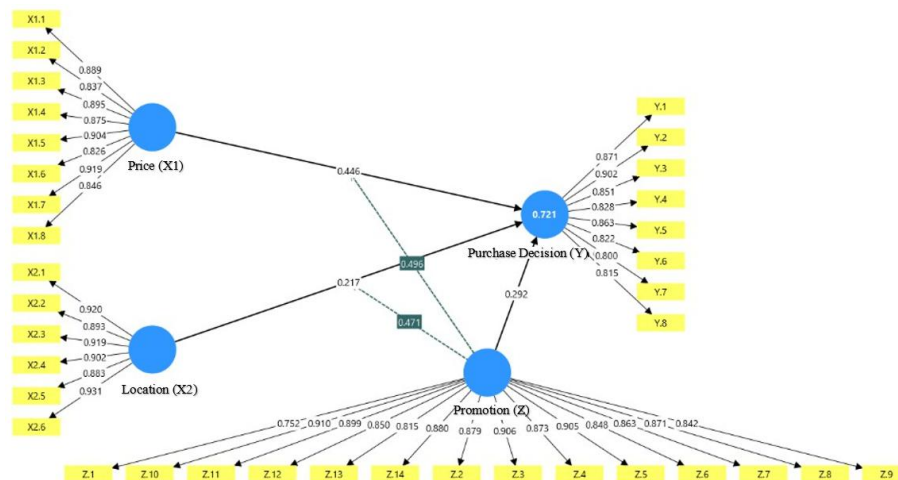 X1.1
X1.2
X1.3
X1.4
X1.5
X1.6
X1.7
X1.8
0.889
0.837
0.895
0.875
0.904
0.826
0.919
0.846
Price (X1)
X2.1
X2.2
X2.3
X2.4
X2.5
X2.6
0.920
0.893
0.919
0.902
0.883
0.931
Location (X2)
0.446
0.496
0.217
0.471
0.292
0.721
Purchase Decision (Y)
0.871
0.902
0.851
0.828
0.863
0.822
0.800
0.815
Y.1
Y.2
Y.3
Y.4
Y.5
Y.6
Y.7
Y.8
Promotion (Z)
0.752 0.910 0.899 0.850 0.815 0.880 0.879 0.906 0.873 0.905 0.848 0.863 0.871 0.842
Z.1 Z.10 Z.11 Z.12 Z.13 Z.14 Z.2 Z.3 Z.4 Z.5 Z.6 Z.7 Z.8 Z.9